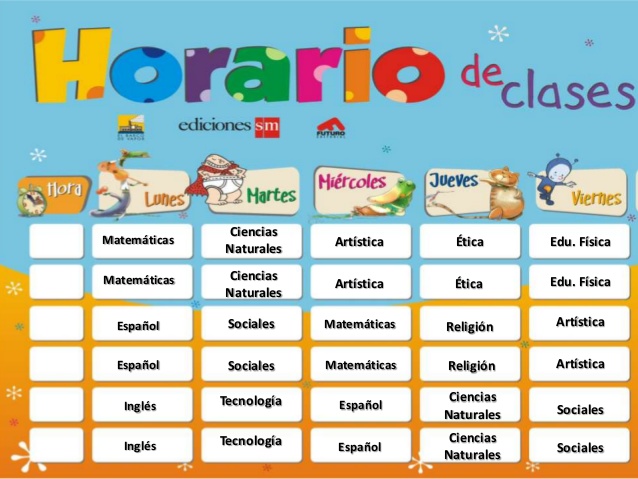 Horario de clases
ediciones sm
FUTURO
Hora Lunes Martes Miércoles Jueves Viernes
Matemáticas Ciencias Naturales Artística Ética Edu. Física
Matemáticas Ciencias Naturales Artística Ética Edu. Física
Español Sociales Matemáticas Religión Artística
Español Sociales Matemáticas Religión Artística
Inglés Tecnología Español Ciencias Naturales Sociales
Inglés Tecnología Español Ciencias Naturales Sociales